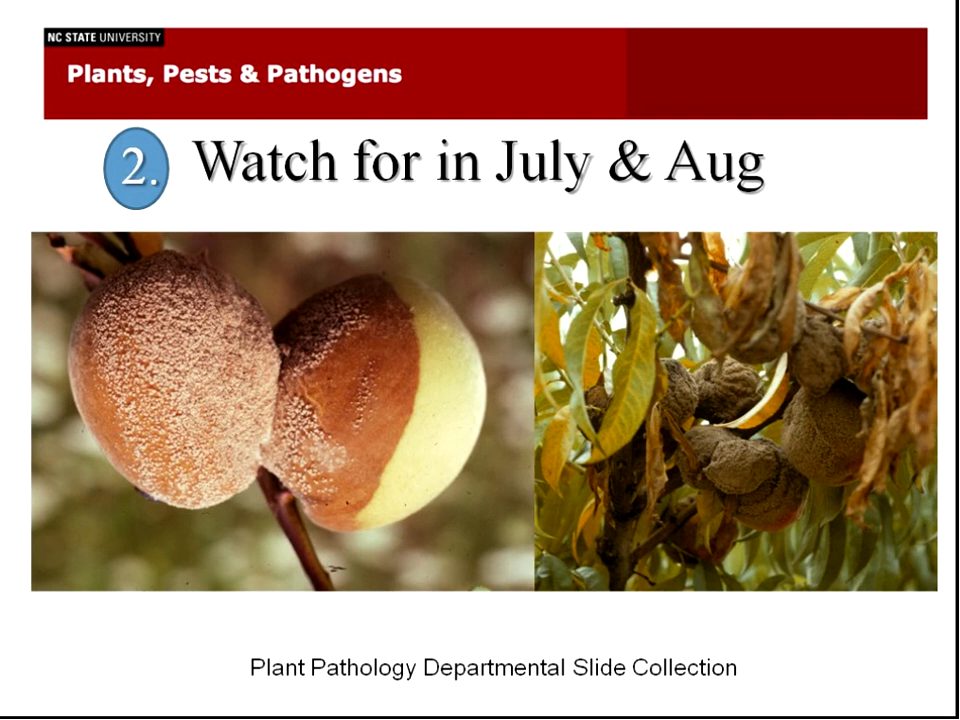 NC STATE UNIVERSITY
Plants, Pests & Pathogens
2. Watch for in July & Aug
Plant Pathology Departmental Slide Collection